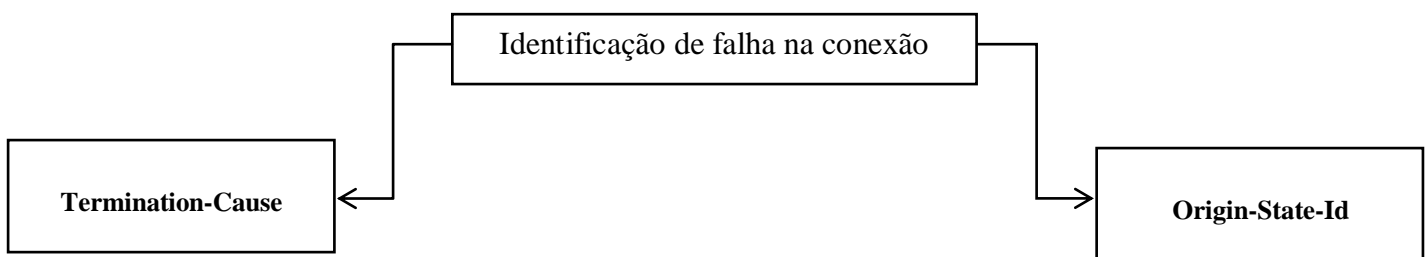 Identificação de falha na conexão
Termination-Cause
Origin-State-Id